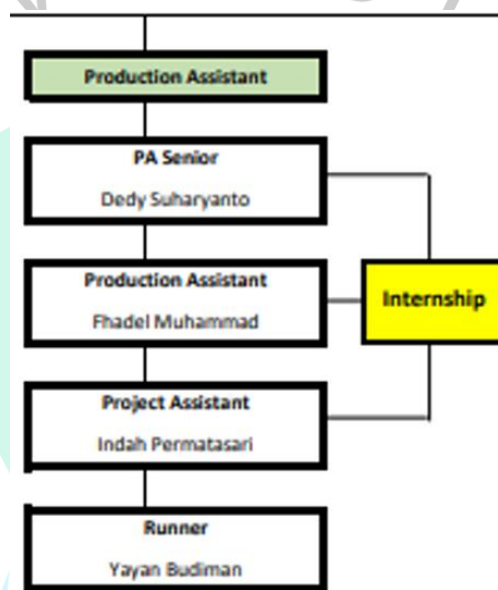 Production Assistant
PA Senior
Dedy Suharyanto
Production Assistant
Fhadel Muhammad
Internship
Project Assistant
Indah Permatasari
Runner
Yayan Budiman